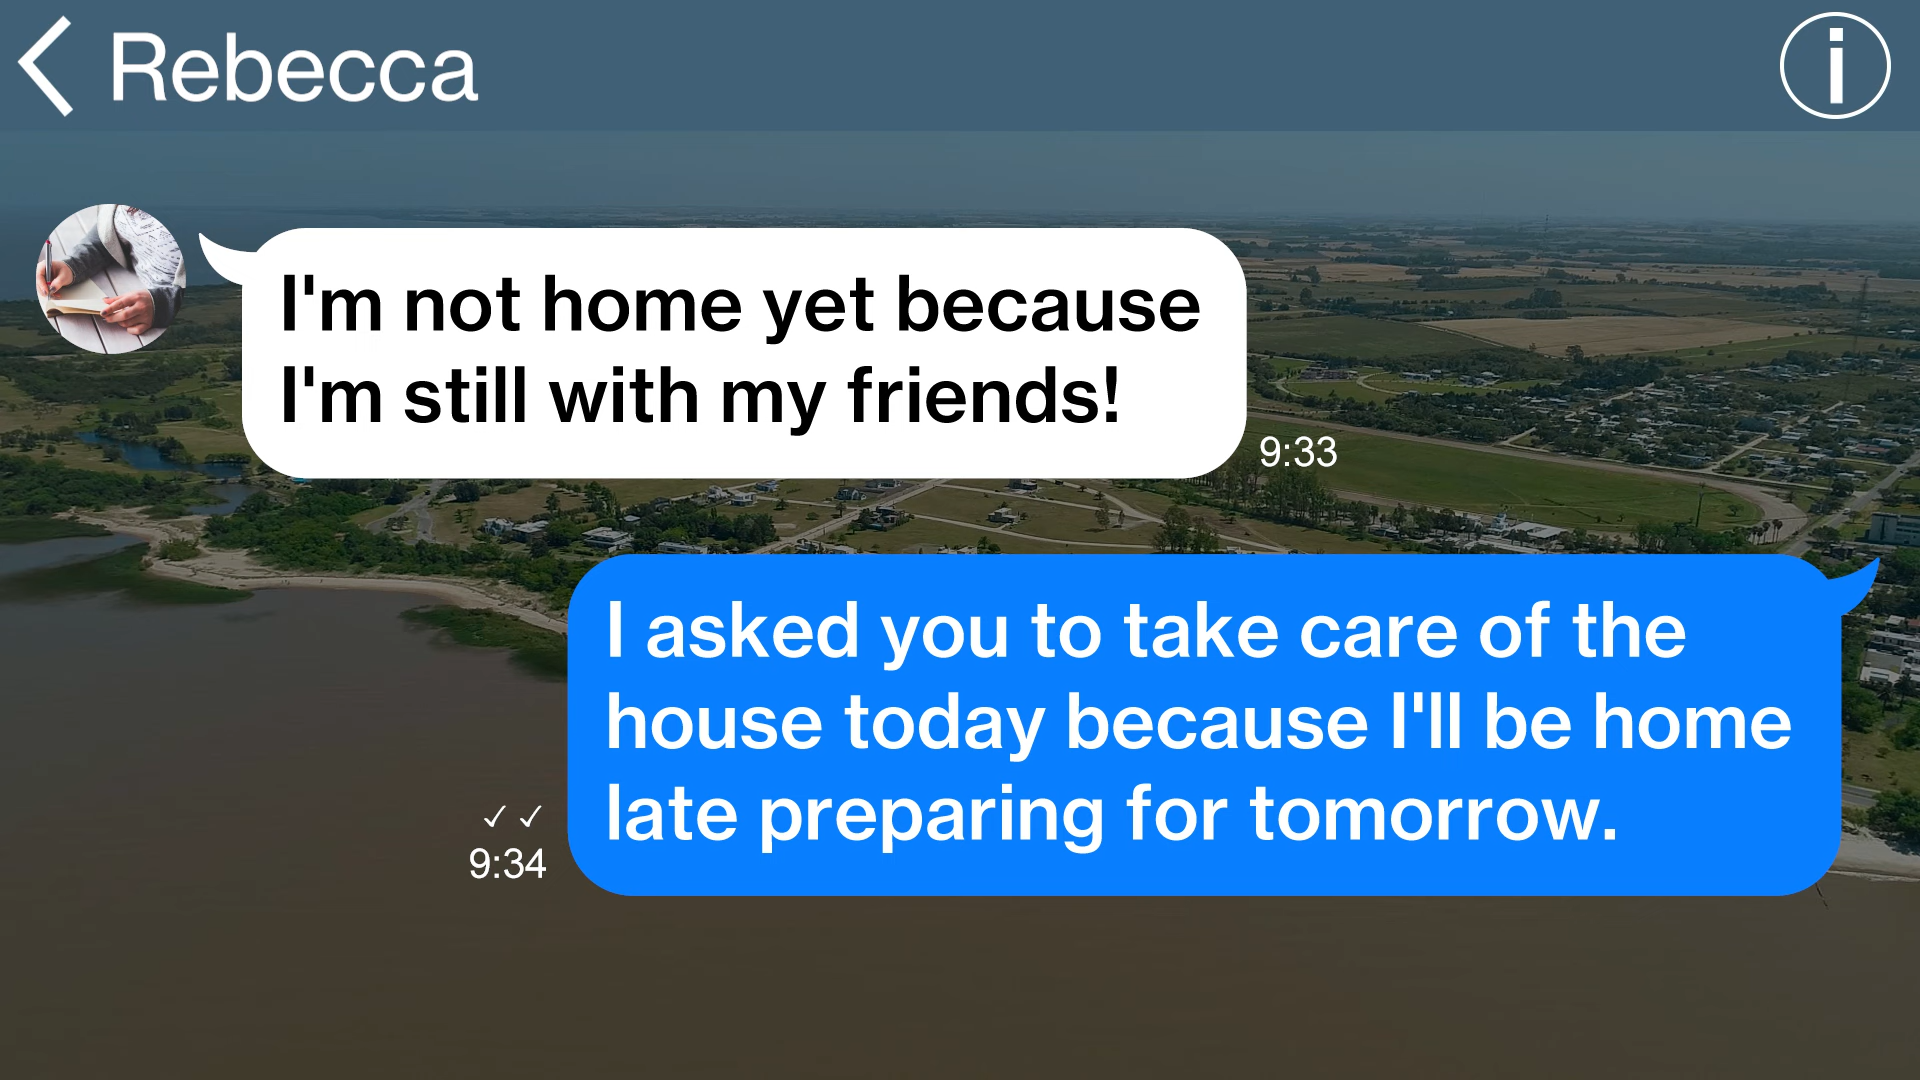 Rebecca
I'm not home yet because
I'm still with my friends!
9:33
I asked you to take care of the
house today because I'll be home
late preparing for tomorrow.
9:34